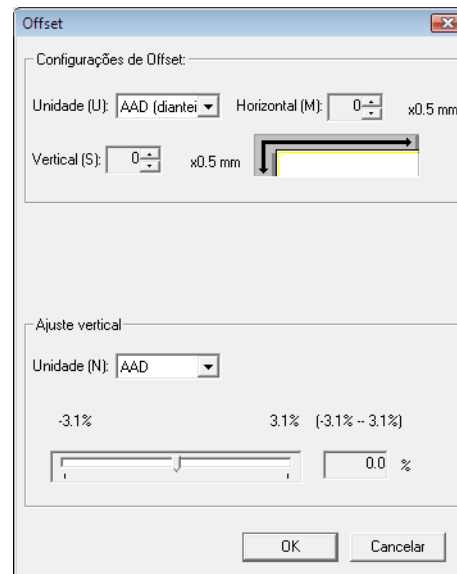 Offset
Configurações de Offset:
Unidade (U): AAD (diantei Horizontal (M): 0 x0.5 mm
Vertical (S): 0 x0.5 mm
Ajuste vertical
Unidade (N): AAD
-3.1% 3.1% (-3.1% -- 3.1%)
0.0 %
OK Cancelar